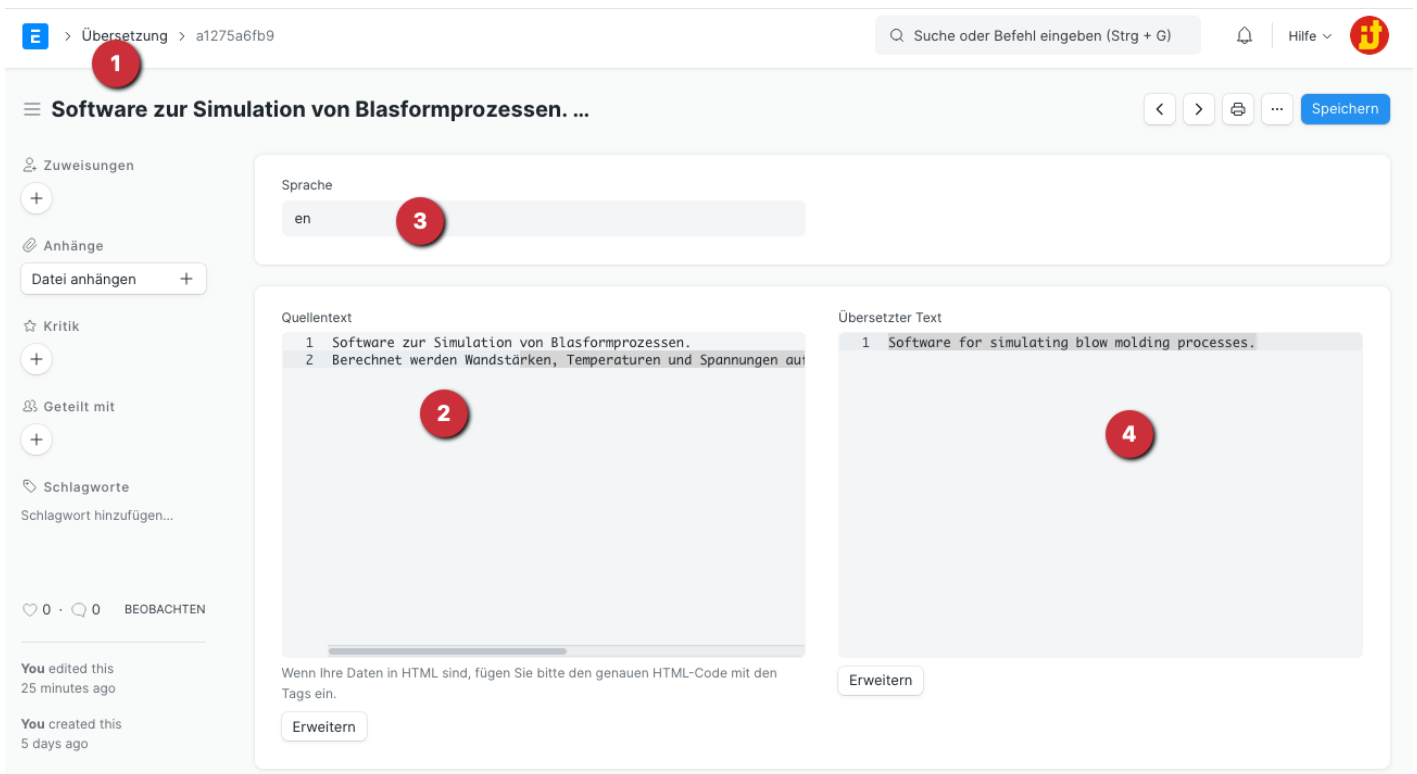 E > Übersetzung > a1275a6fb9
Suche oder Befehl eingeben (Strg + G)
Hilfe
it
1
Software zur Simulation von Blasformprozessen. ...
...
Speichern
Zuweisungen
+
Anhänge
Datei anhängen +
Kritik
+
Geteilt mit
+
Schlagworte
Schlagwort hinzufügen...
0 · 0 BEOBACHTEN
You edited this
25 minutes ago
You created this
5 days ago
Sprache
en
3
Quellentext
1 Software zur Simulation von Blasformprozessen.
2 Berechnet werden Wandstärken, Temperaturen und Spannungen auf
2
Wenn Ihre Daten in HTML sind, fügen Sie bitte den genauen HTML-Code mit den
Tags ein.
Erweitern
Übersetzter Text
1 Software for simulating blow molding processes.
4
Erweitern